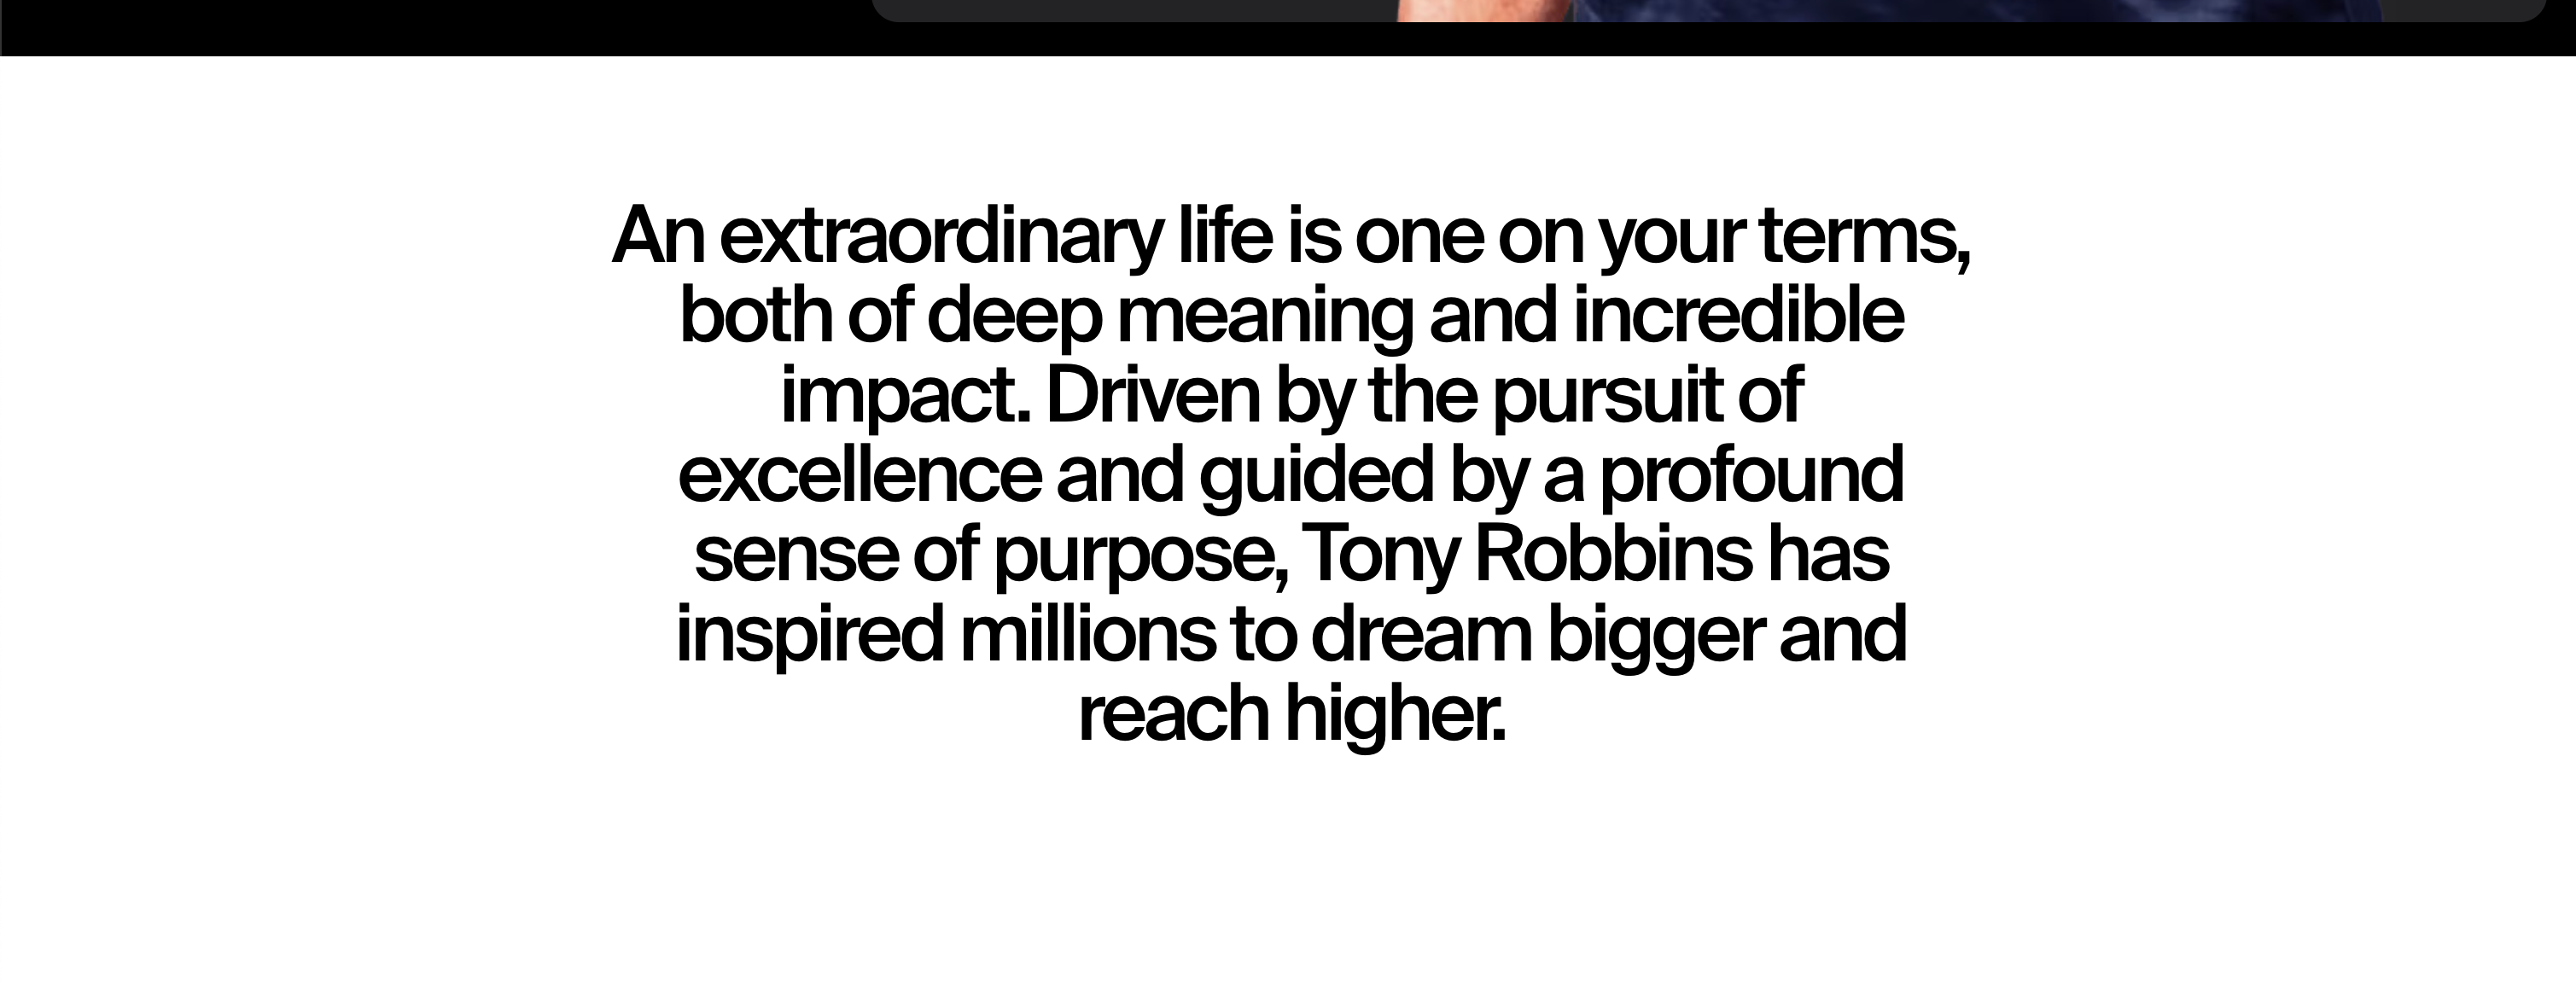 An extraordinary life is one on your terms,
both of deep meaning and incredible
impact. Driven by the pursuit of
excellence and guided by a profound
sense of purpose, Tony Robbins has
inspired millions to dream bigger and
reach higher.